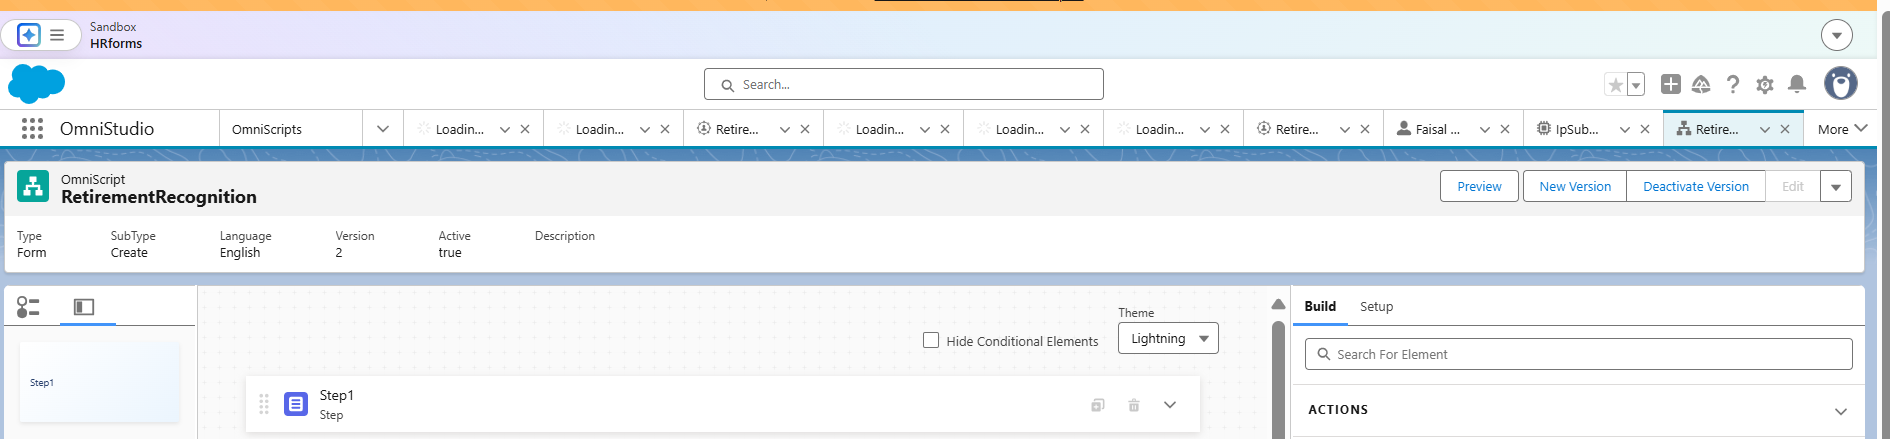 Sandbox
HRforms
Search...
OmniStudio
OmniScripts
Loadin...
Loadin...
Retire...
Loadin...
Loadin...
Loadin...
Retire...
Faisal ...
IpSub...
Retire...
More
OmniScript
RetirementRecognition
Preview
New Version
Deactivate Version
Edit
Type
SubType
Language
Version
Active
Description
Form
Create
English
2
true
Theme
Hide Conditional Elements
Lightning
Build
Setup
Search For Element
Step1
Step1
Step
ACTIONS